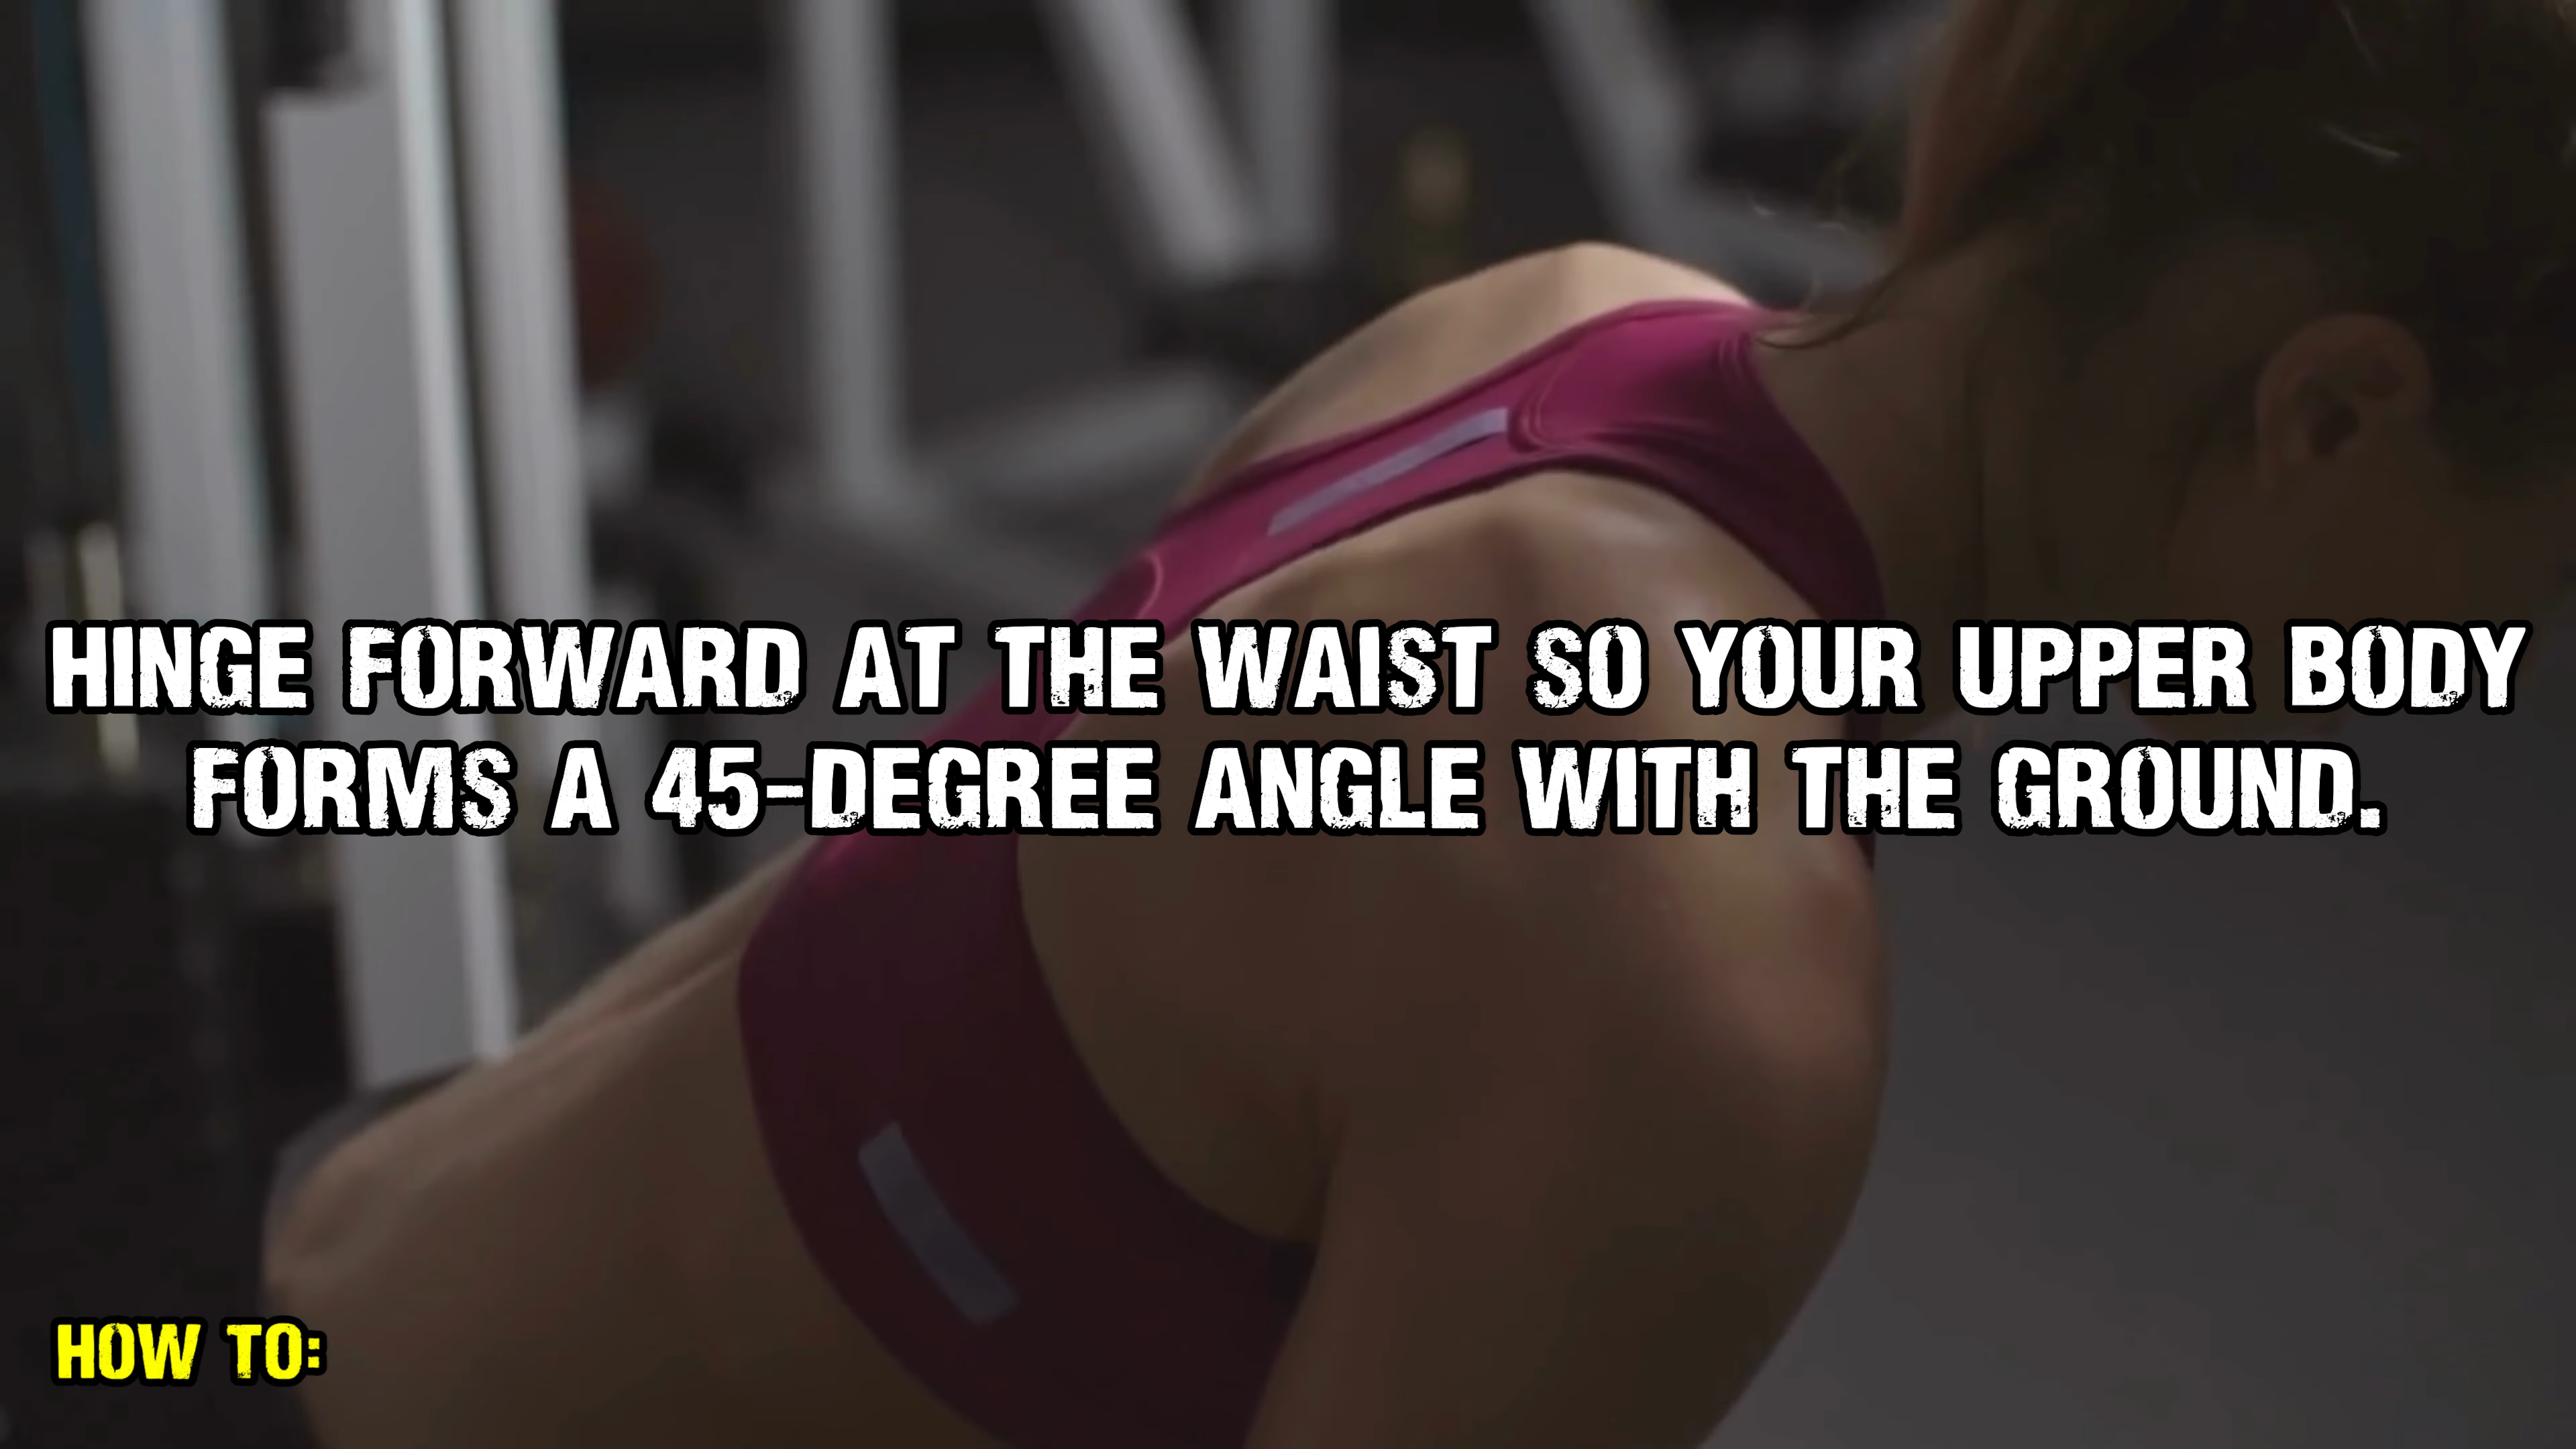 HINGE FORWARD AT THE WAIST SO YOUR UPPER BODY
FORMS A 45-DEGREE ANGLE WITH THE GROUND.
HOW TO: